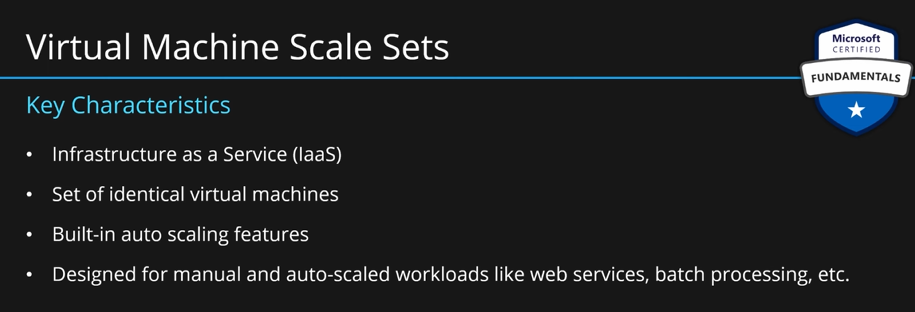 Virtual Machine Scale Sets
Microsoft
CERTIFIED
FUNDAMENTALS
Key Characteristics
• Infrastructure as a Service (IaaS)
• Set of identical virtual machines
• Built-in auto scaling features
• Designed for manual and auto-scaled workloads like web services, batch processing, etc.